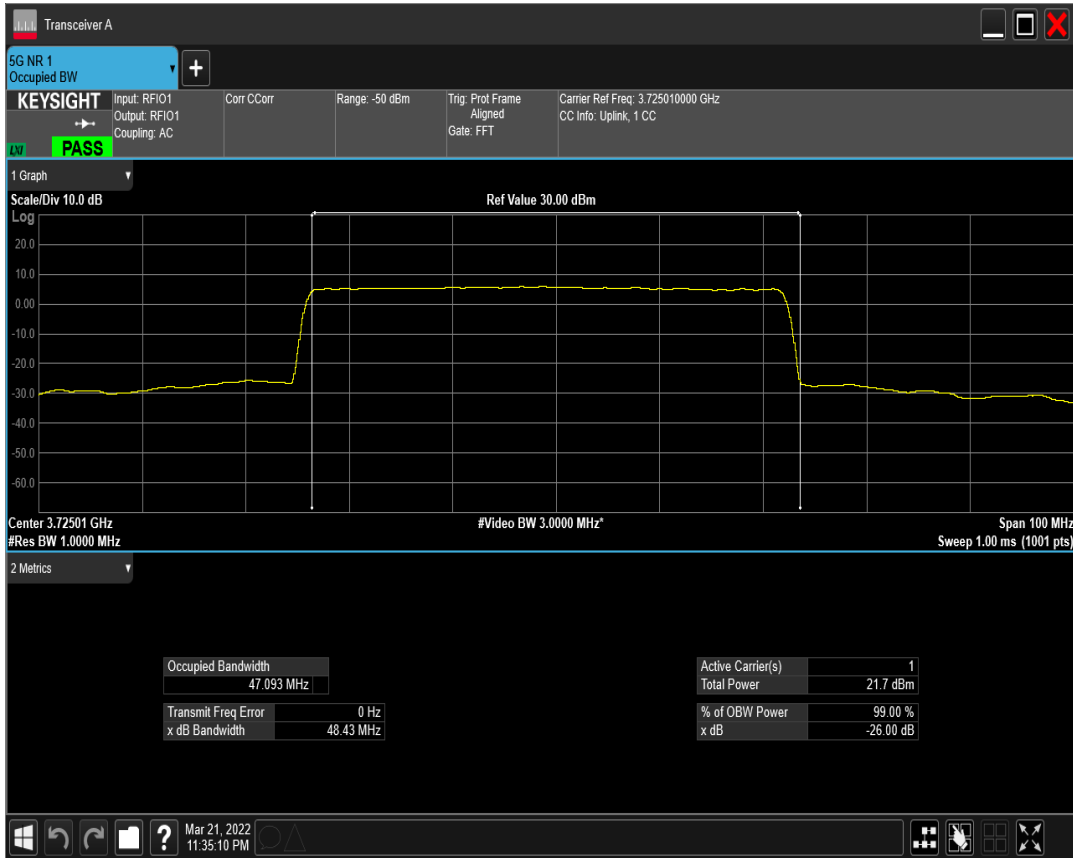 Transceiver A
5G NR 1
Occupied BW
KEYSIGHT
LXI
PASS
Input: RFIO1
Output: RFIO1
Coupling: AC
Corr CCorr
Range: -50 dBm
Trig: Prot Frame
Aligned
Gate: FFT
Carrier Ref Freq: 3.725010000 GHz
CC Info: Uplink, 1 CC
1 Graph
Scale/Div 10.0 dB
Ref Value 30.00 dBm
Log
20.0
10.0
0.00
-10.0
-20.0
-30.0
-40.0
-50.0
-60.0
Center 3.72501 GHz
#Video BW 3.0000 MHz*
Span 100 MHz
#Res BW 1.0000 MHz
Sweep 1.00 ms (1001 pts)
2 Metrics
Occupied Bandwidth
47.093 MHz
Transmit Freq Error 0 Hz
x dB Bandwidth 48.43 MHz
Active Carrier(s) 1
Total Power 21.7 dBm
% of OBW Power 99.00 %
x dB -26.00 dB
?
Mar 21, 2022
11:35:10 PM